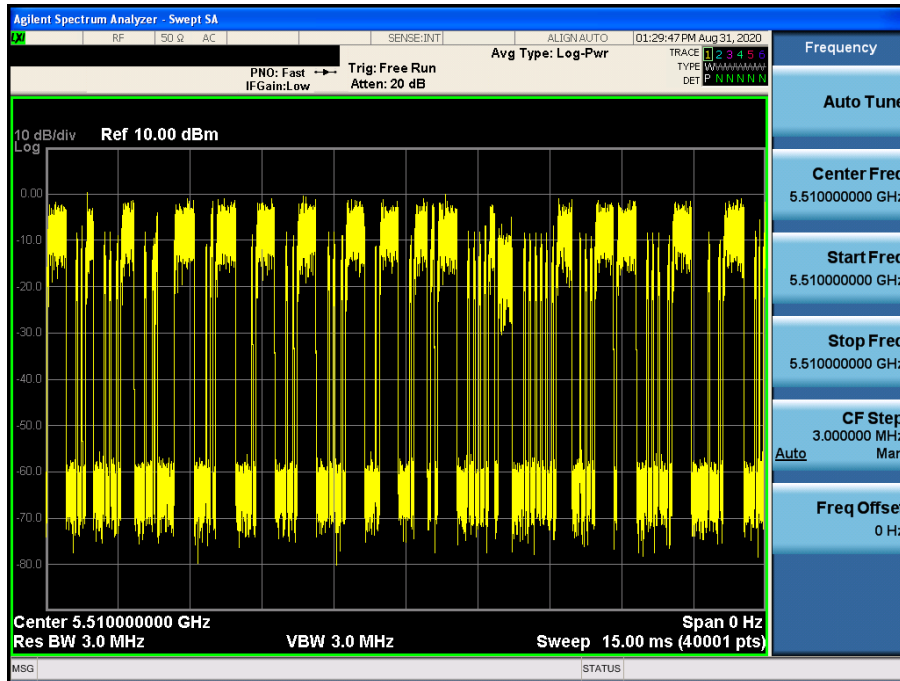 Agilent Spectrum Analyzer - Swept SA
LXI RF 50 Ω AC SENSE:INT ALIGN AUTO 01:29:47 PM Aug 31, 2020
Frequency
Avg Type: Log-Pwr
TRACE 1 2 3 4 5 6
PNO: Fast Trig: Free Run
TYPE WWWWWW
IFGain:Low Atten: 20 dB
DET P N N N N N
Auto Tune
10 dB/div Ref 10.00 dBm
Log
Center Freq
5.510000000 GHz
0.00
-10.0
Start Freq
5.510000000 GHz
-20.0
-30.0
Stop Freq
5.510000000 GHz
-40.0
CF Step
3.000000 MHz
Auto Man
-50.0
-60.0
Freq Offset
0 Hz
-70.0
-80.0
Center 5.510000000 GHz Span 0 Hz
Res BW 3.0 MHz VBW 3.0 MHz Sweep 15.00 ms (40001 pts)
MSG STATUS